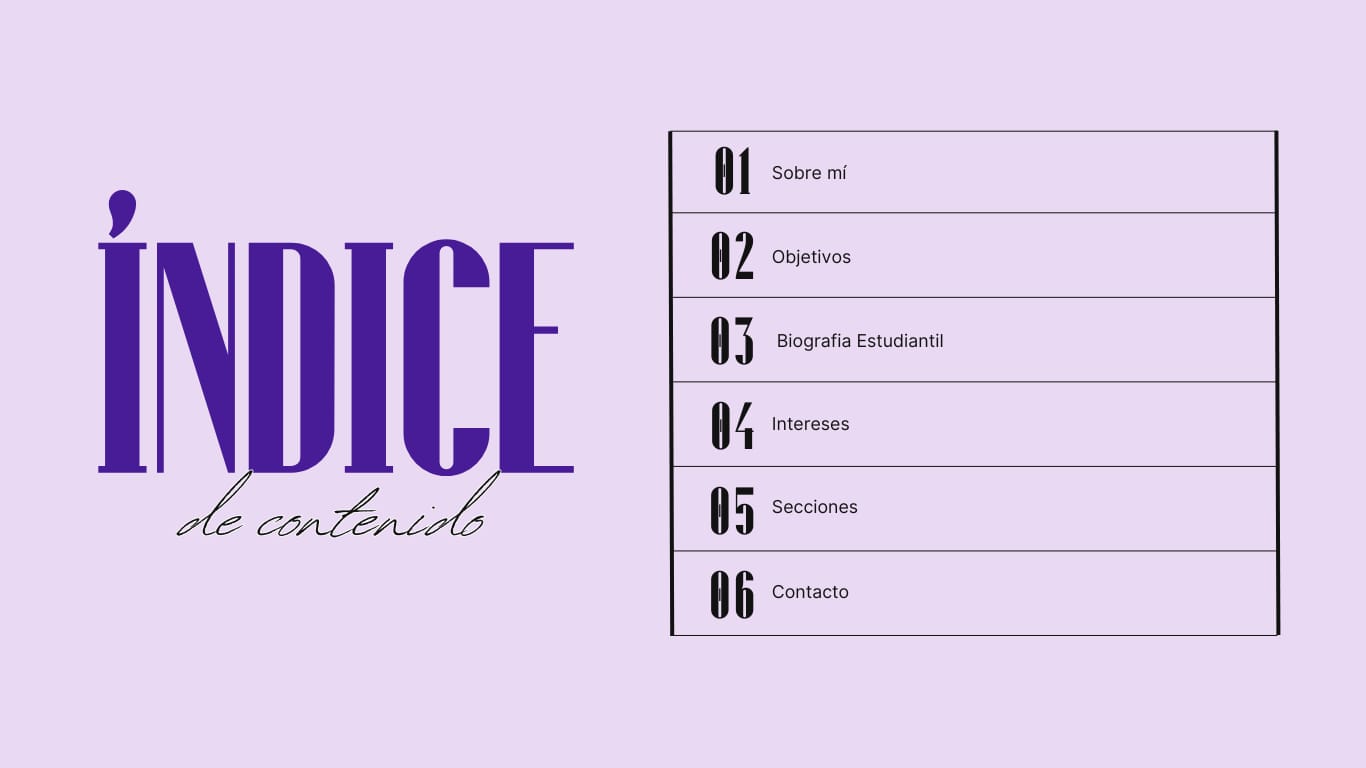 ÍNDICE
de contenido
01 Sobre mí
02 Objetivos
03 Biografia Estudiantil
04 Intereses
05 Secciones
06 Contacto